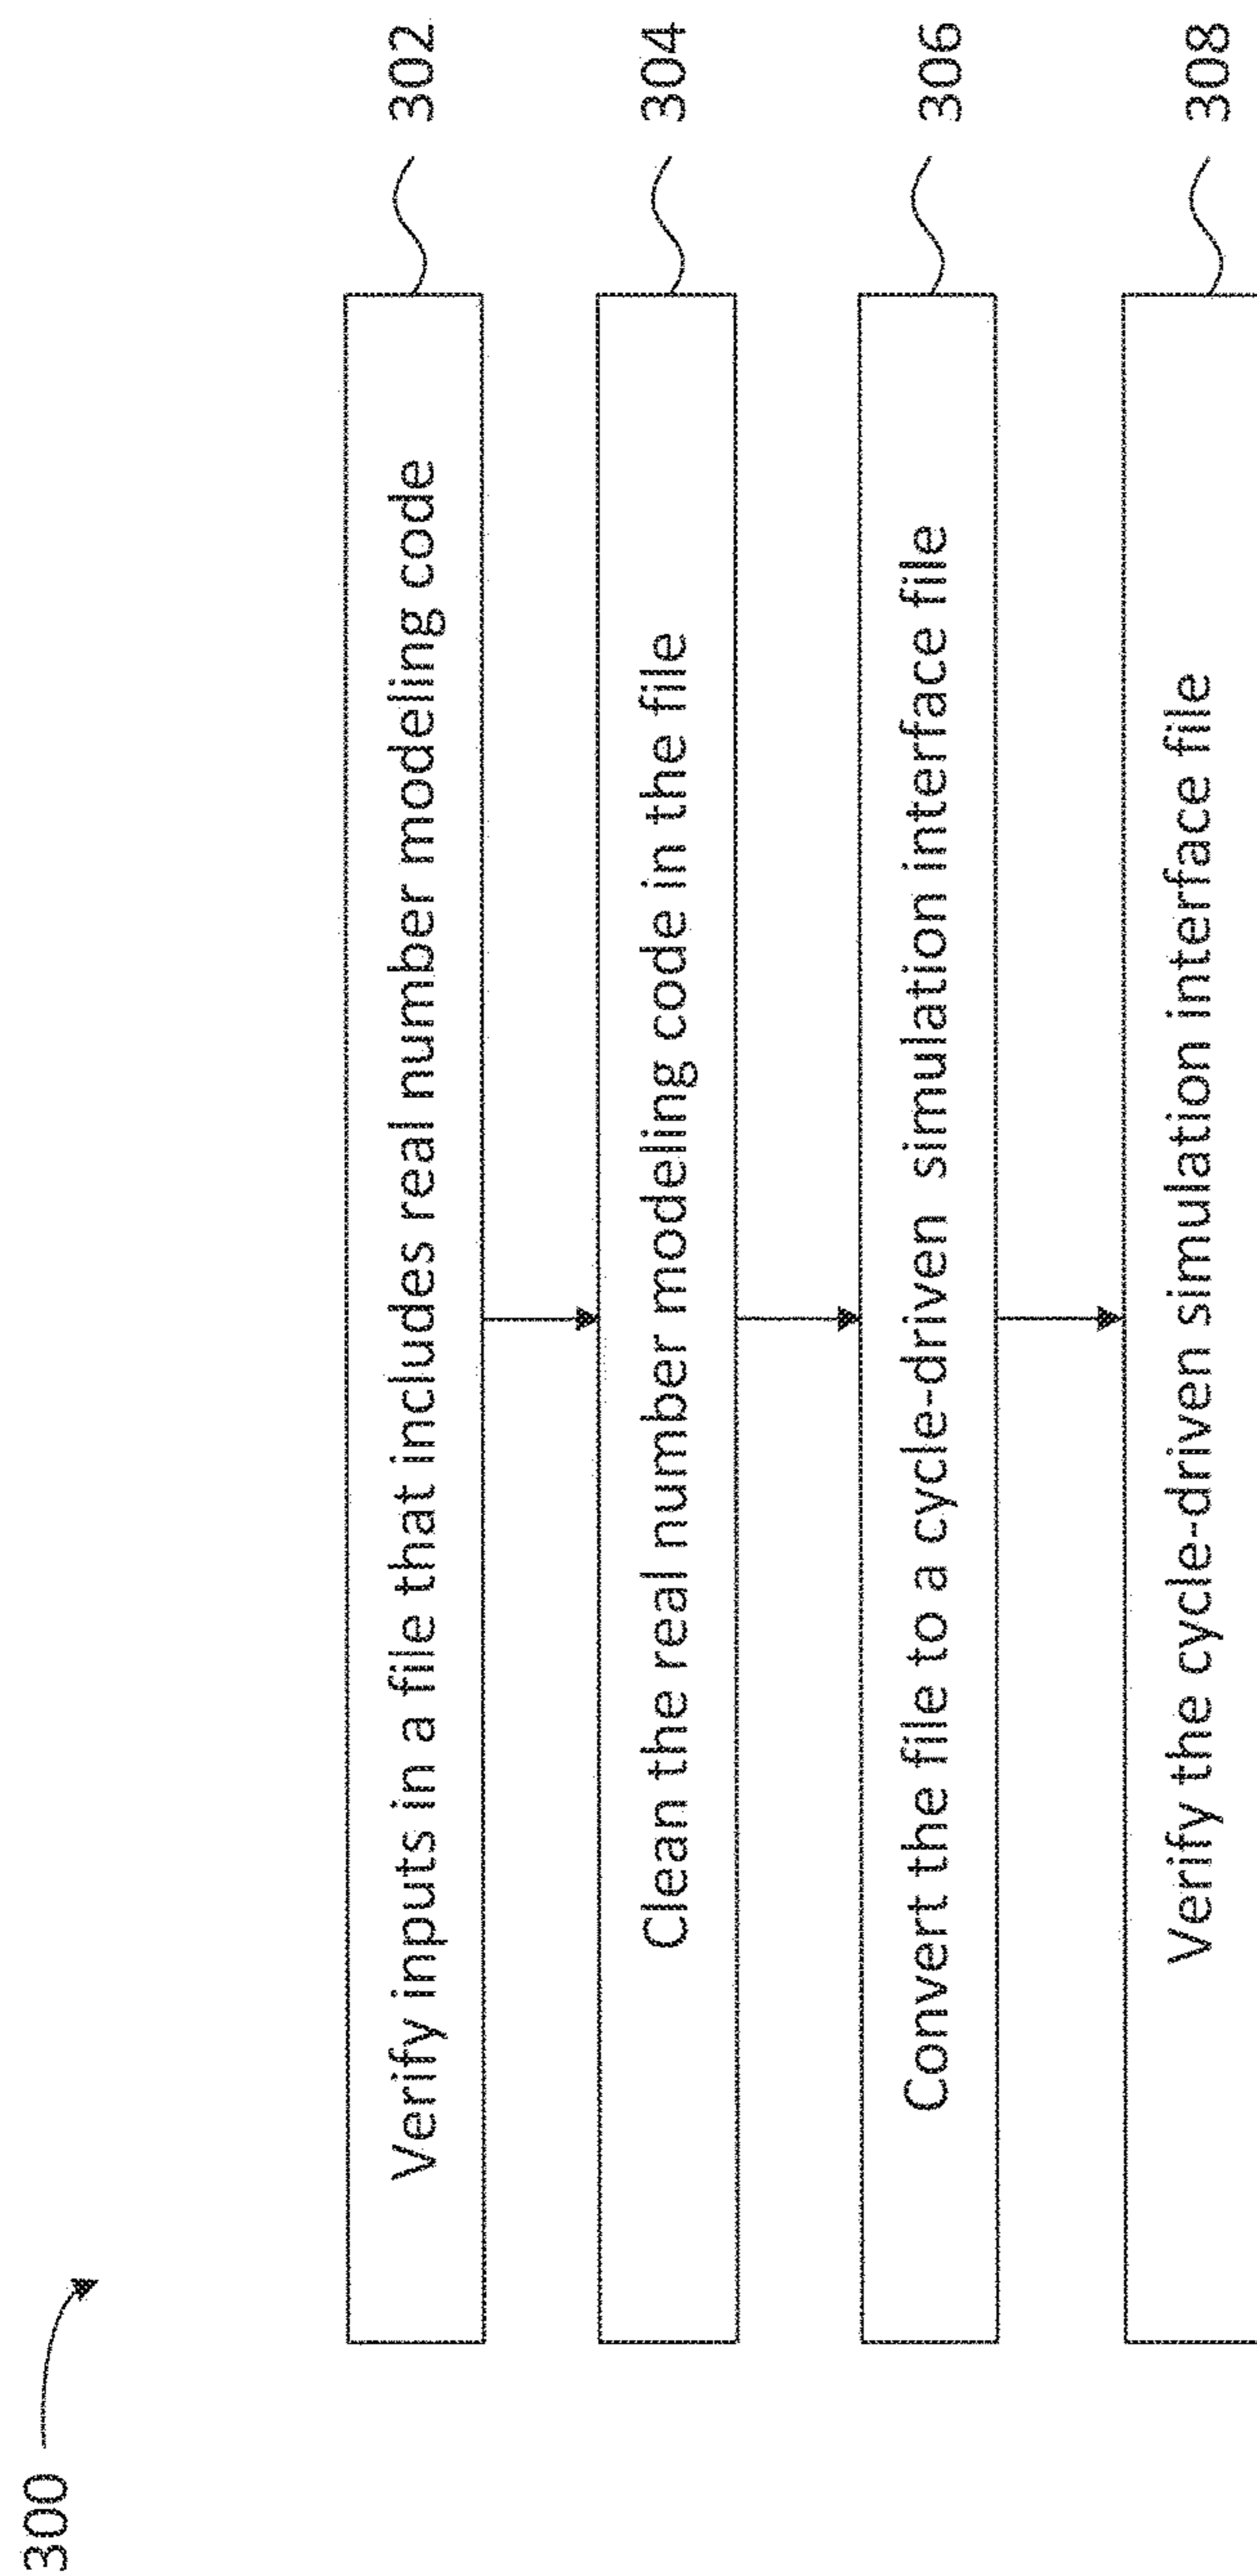 300
Verify inputs in a file that includes real number modeling code
302
Clean the real number modeling code in the file
304
Convert the file to a cycle-driven simulation interface file
306
Verify the cycle-driven simulation interface file
308